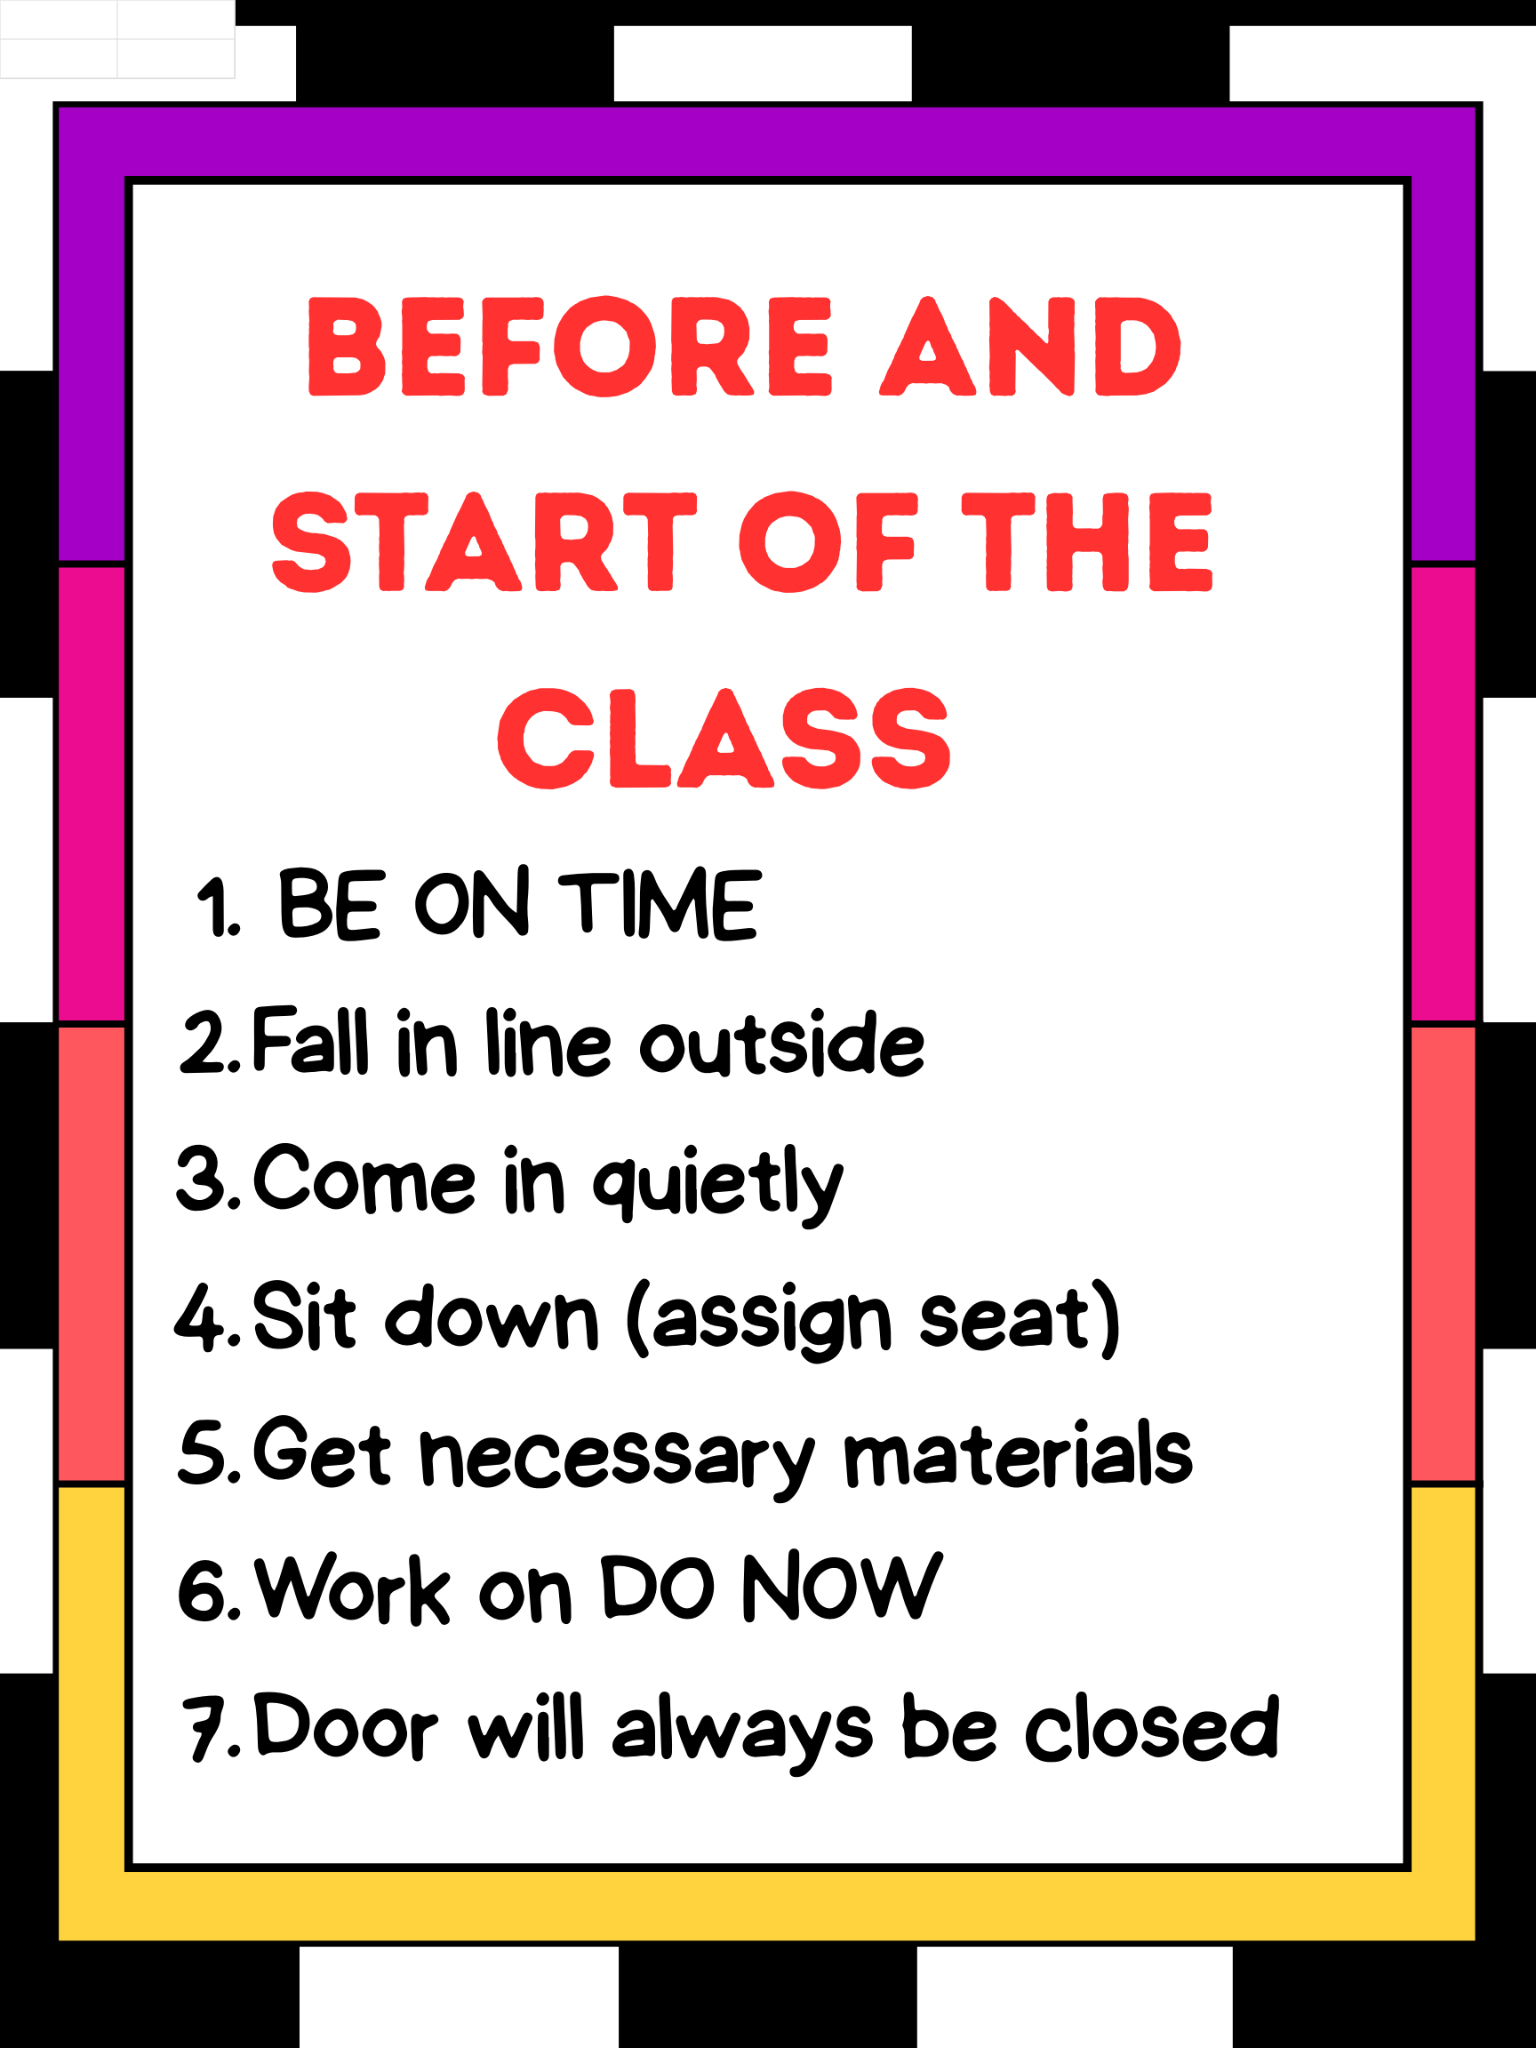 BEFORE AND
START OF THE
CLASS
1. BE ON TIME
2. Fall in line outside
3. Come in quietly
4. Sit down (assign seat)
5. Get necessary materials
6. Work on DO NOW
7. Door will always be closed